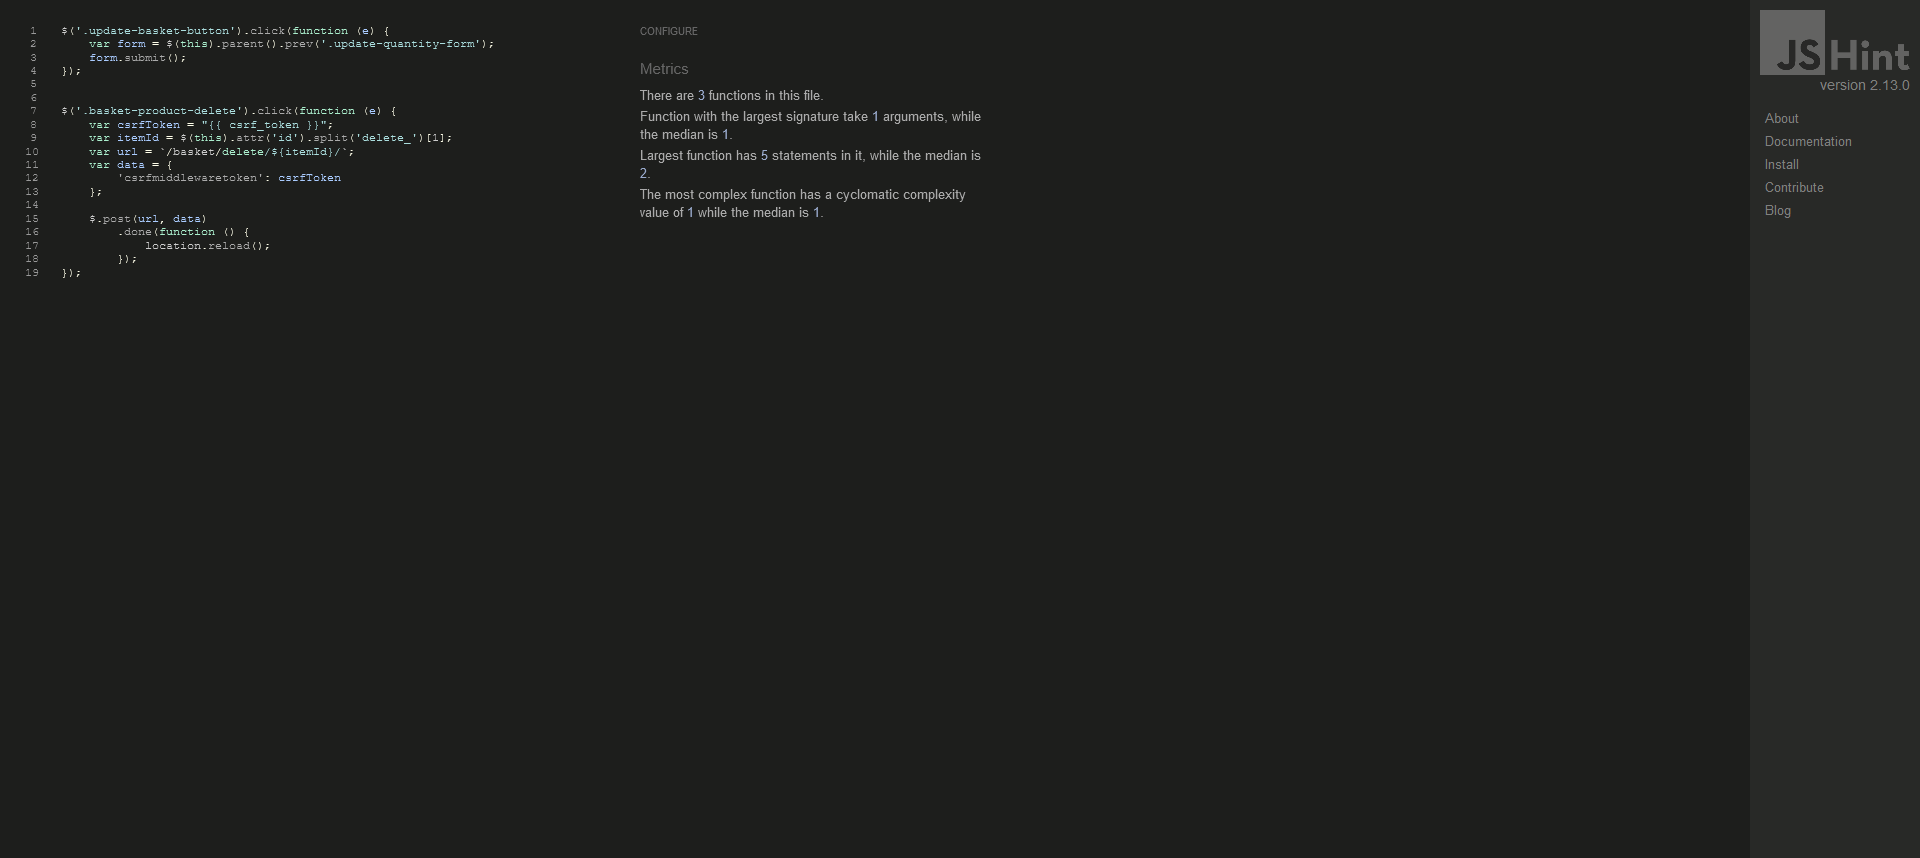 1 $('.update-basket-button').click(function (e) {
2 var form = $(this).parent().prev('.update-quantity-form');
3 form.submit();
4 });
5
6
7 $('.basket-product-delete').click(function (e) {
8 var csrfToken = "{{ csrf_token }}";
9 var itemId = $(this).attr('id').split('delete_')[1];
10 var url = `/basket/delete/${itemId}/`;
11 var data = {
12 'csrfmiddlewaretoken': csrfToken
13 };
14
15 $.post(url, data)
16 .done(function () {
17 location.reload();
18 });
19 });
CONFIGURE
Metrics
There are 3 functions in this file.
Function with the largest signature take 1 arguments, while
the median is 1.
Largest function has 5 statements in it, while the median is
2.
The most complex function has a cyclomatic complexity
value of 1 while the median is 1.
JSHint
version 2.13.0
About
Documentation
Install
Contribute
Blog